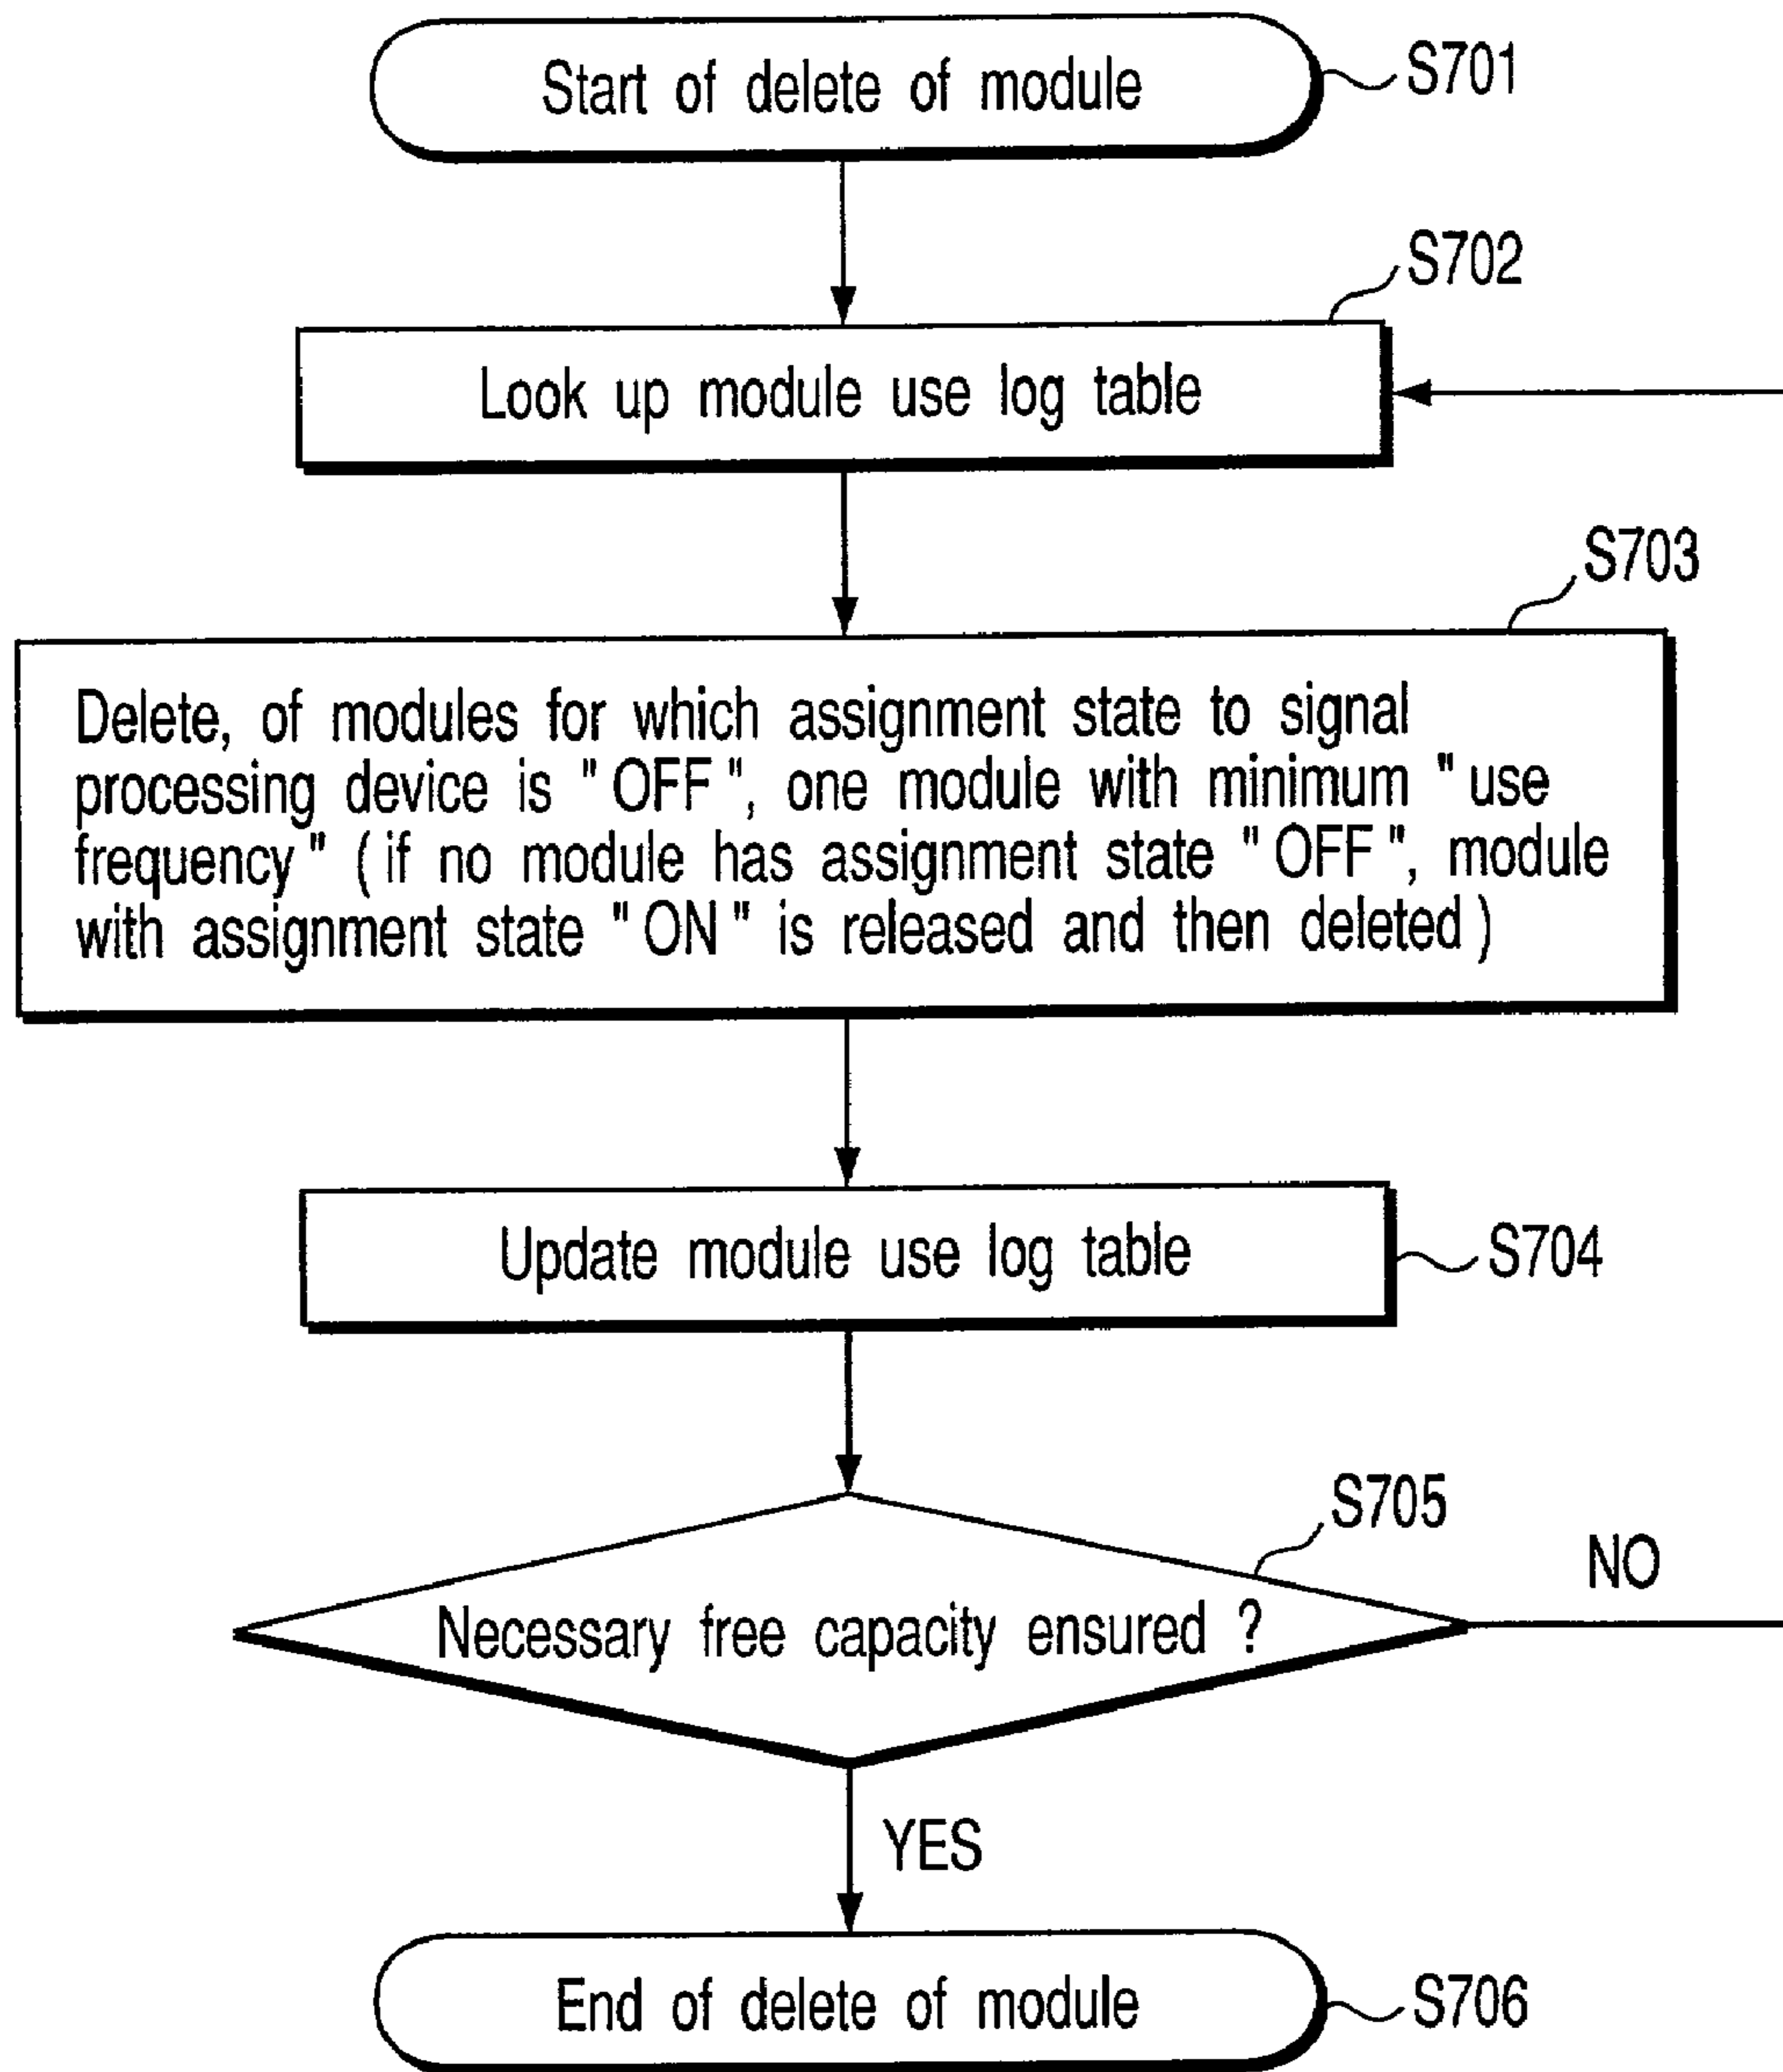 Start of delete of module
S701
S702
Look up module use log table
S703
Delete, of modules for which assignment state to signal
processing device is "OFF", one module with minimum "use
frequency" (if no module has assignment state "OFF", module
with assignment state "ON" is released and then deleted)
Update module use log table
S704
S705
NO
Necessary free capacity ensured ?
YES
End of delete of module
S706